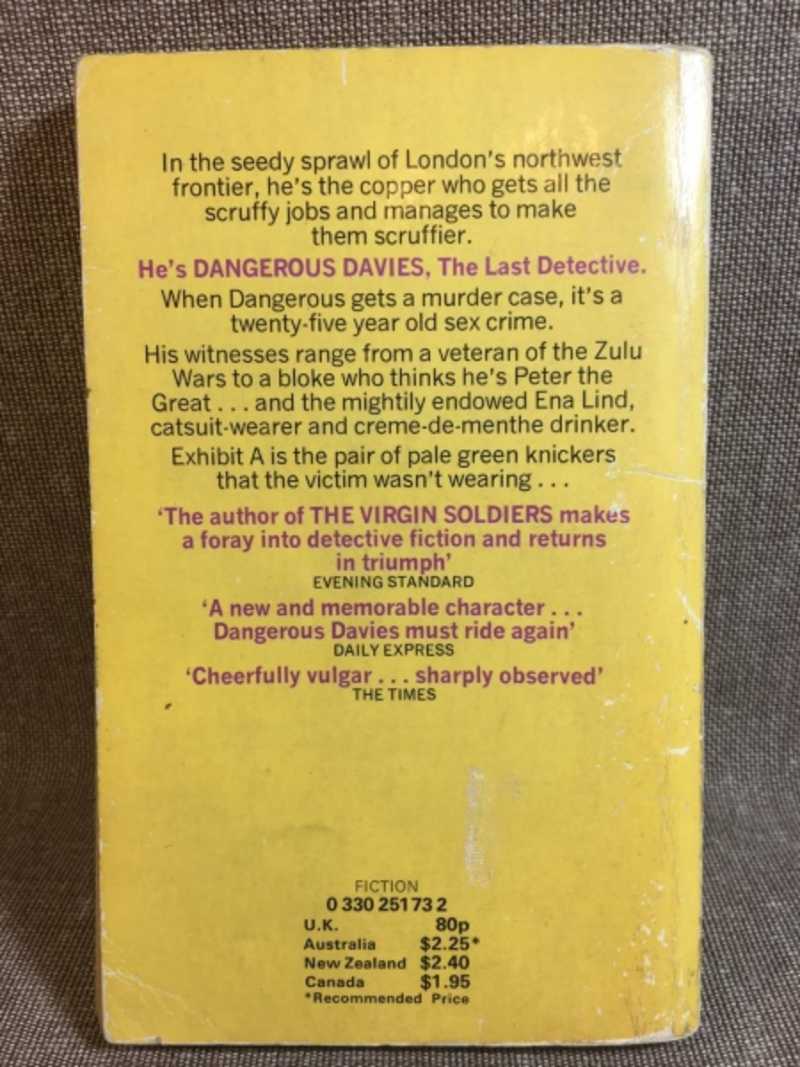 In the seedy sprawl of London's northwest
frontier, he's the copper who gets all the
scruffy jobs and manages to make
them scruffier.
He's DANGEROUS DAVIES, The Last Detective.
When Dangerous gets a murder case, it's a
twenty-five year old sex crime.
His witnesses range from a veteran of the Zulu
Wars to a bloke who thinks he's Peter the
Great . . . and the mightily endowed Ena Lind,
catsuit-wearer and creme-de-menthe drinker.
Exhibit A is the pair of pale green knickers
that the victim wasn't wearing . . .
‘The author of THE VIRGIN SOLDIERS makes
a foray into detective fiction and returns
in triumph’
EVENING STANDARD
‘A new and memorable character . . .
Dangerous Davies must ride again’
DAILY EXPRESS
‘Cheerfully vulgar . . . sharply observed’
THE TIMES
FICTION
0 330 25173 2
U.K. 80p
Australia $2.25*
New Zealand $2.40
Canada $1.95
*Recommended Price